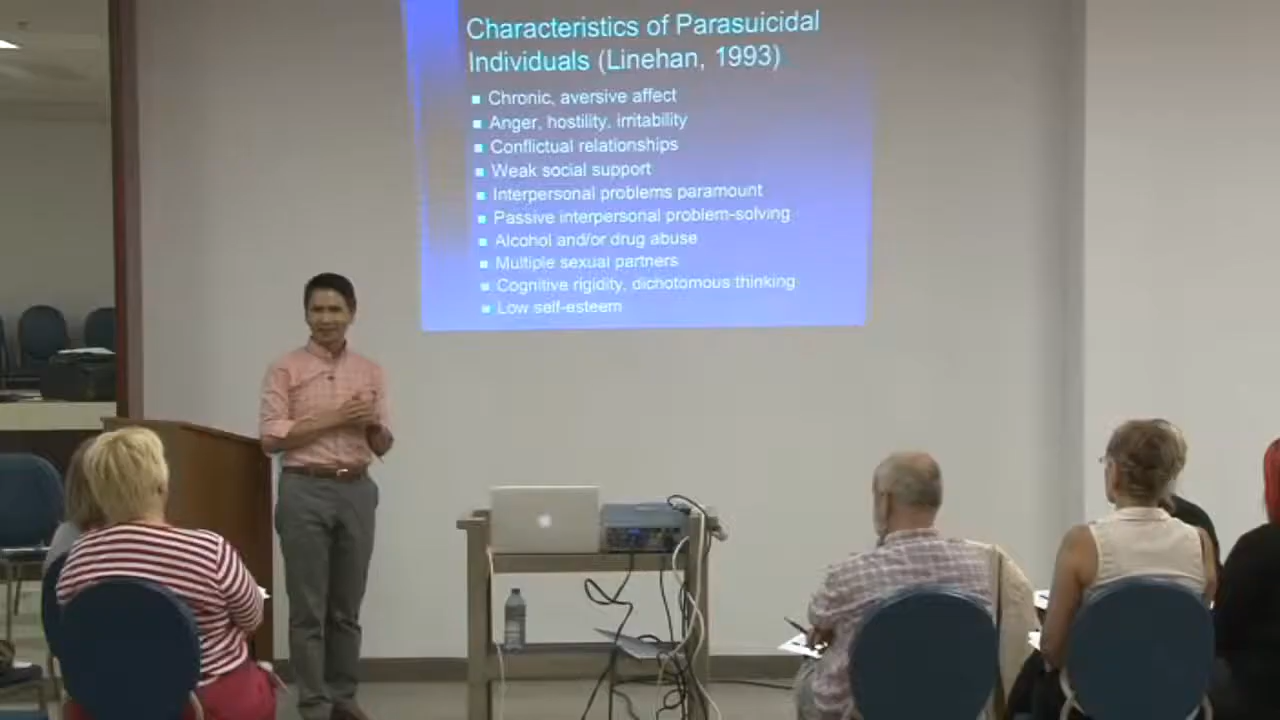 Characteristics of Parasuicidal
Individuals (Linehan, 1993)
Chronic, aversive affect
Anger, hostility, irritability
Conflictual relationships
Weak social support
Interpersonal problems paramount
Passive interpersonal problem-solving
Alcohol and/or drug abuse
Multiple sexual partners
Cognitive rigidity, dichotomous thinking
Low self-esteem